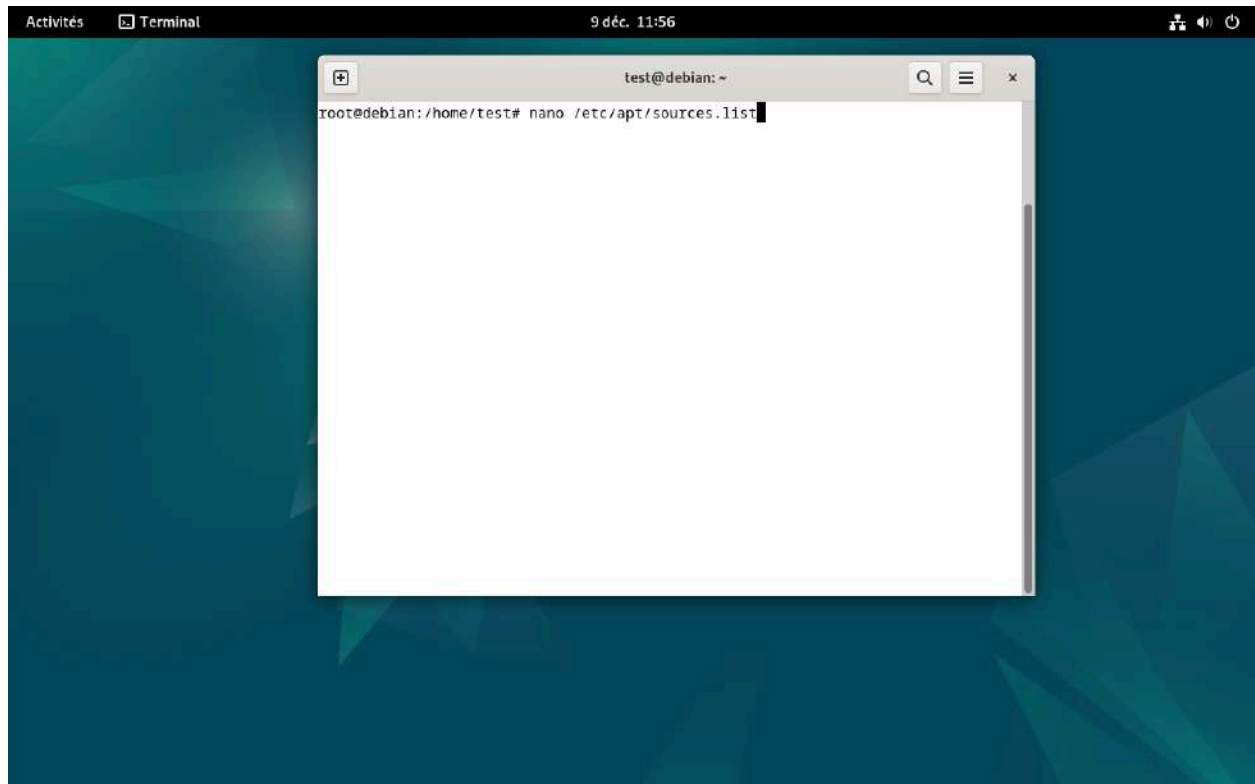 Activités Terminal 9 déc. 11:56
test@debian: ~
root@debian:/home/test# nano /etc/apt/sources.list